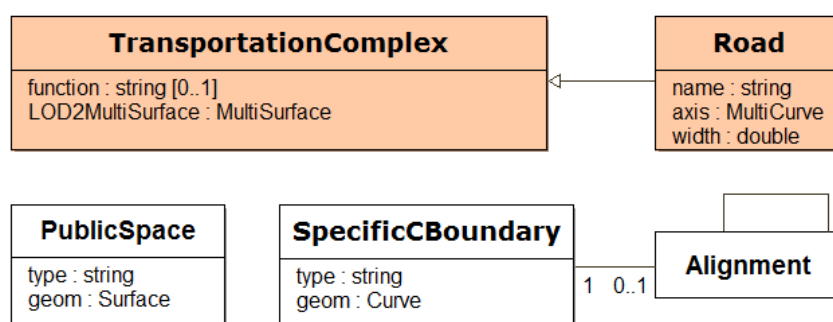 TransportationComplex
function : string [0..1]
LOD2MultiSurface : MultiSurface
Road
name : string
axis : MultiCurve
width : double
PublicSpace
type : string
geom : Surface
SpecificCBoundary
type : string
geom : Curve
1 0..1
Alignment